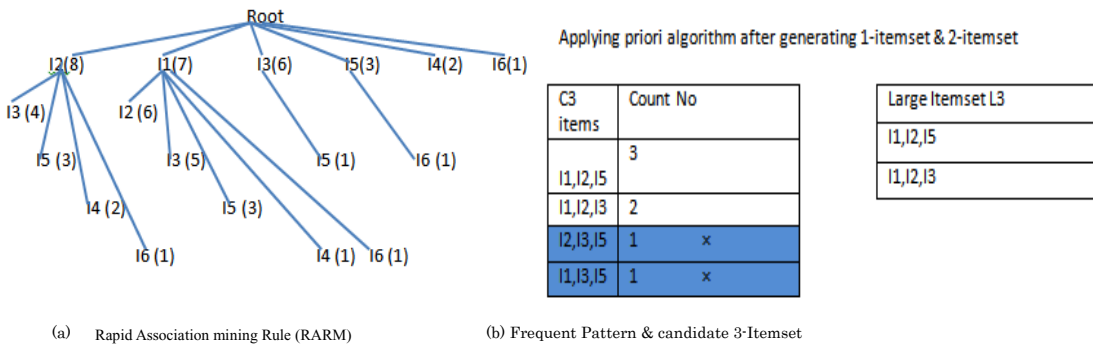 Root
I2(8) I1(7) I3(6) I5(3) I4(2) I6(1)
I3 (4) I2 (6)
I5 (3) I3 (5) I5 (1) I6 (1)
I4 (2) I5 (3)
I6 (1) I4 (1) I6 (1)
(a) Rapid Association mining Rule (RARM)
Applying priori algorithm after generating 1-itemset & 2-itemset
C3 items Count No
I1,I2,I5 3
I1,I2,I3 2
I2,I3,I5 1 x
I1,I3,I5 1 x
Large Itemset L3
I1,I2,I5
I1,I2,I3
(b) Frequent Pattern & candidate 3-Itemset